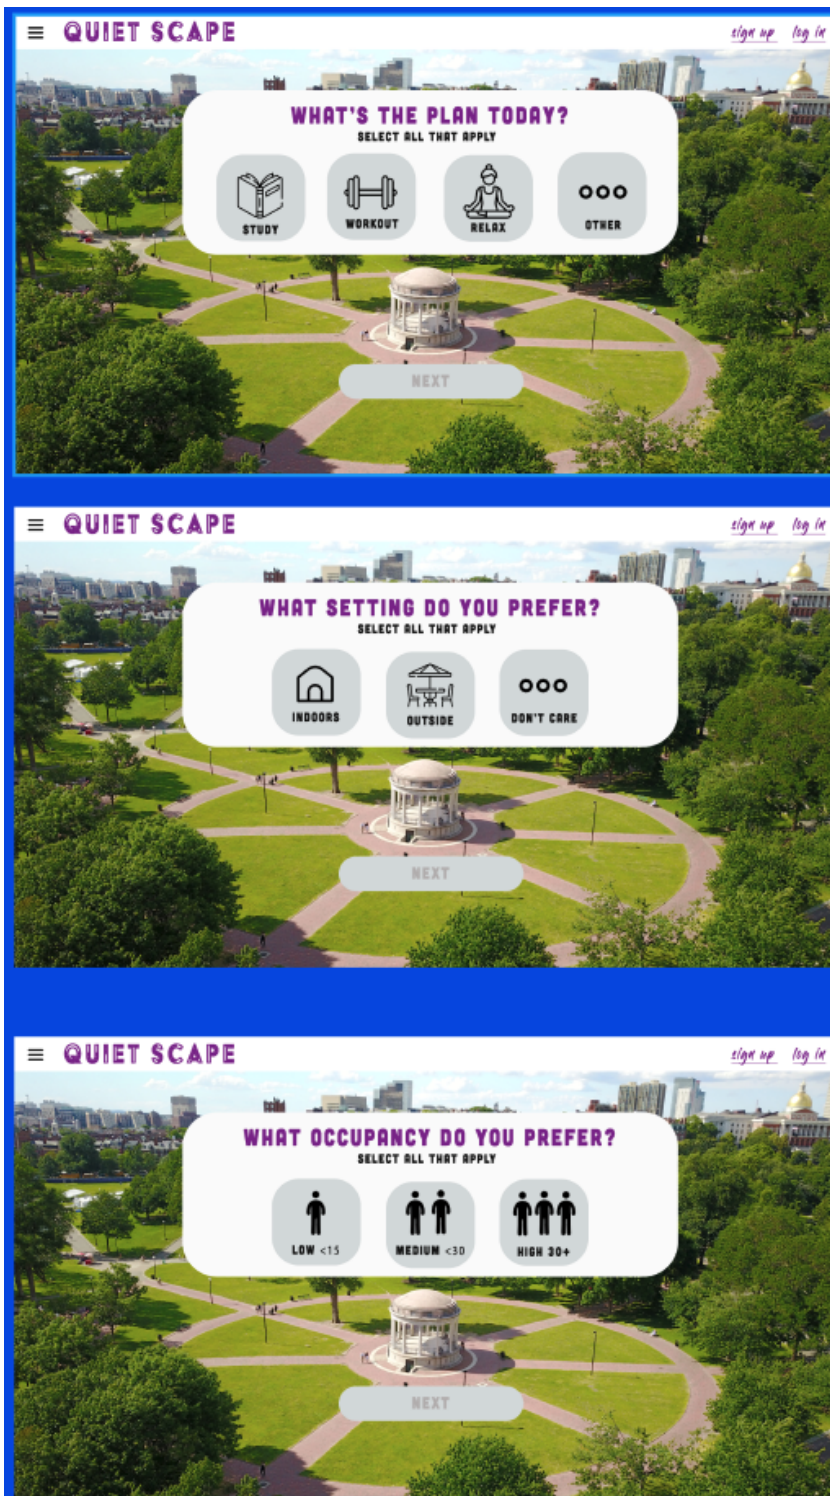 QUIET SCAPE sign up log in
WHAT'S THE PLAN TODAY?
SELECT ALL THAT APPLY
STUDY WORKOUT RELAX OTHER
NEXT
QUIET SCAPE sign up log in
WHAT SETTING DO YOU PREFER?
SELECT ALL THAT APPLY
INDOORS OUTSIDE DON'T CARE
NEXT
QUIET SCAPE sign up log in
WHAT OCCUPANCY DO YOU PREFER?
SELECT ALL THAT APPLY
LOW <15 MEDIUM <30 HIGH 30+
NEXT